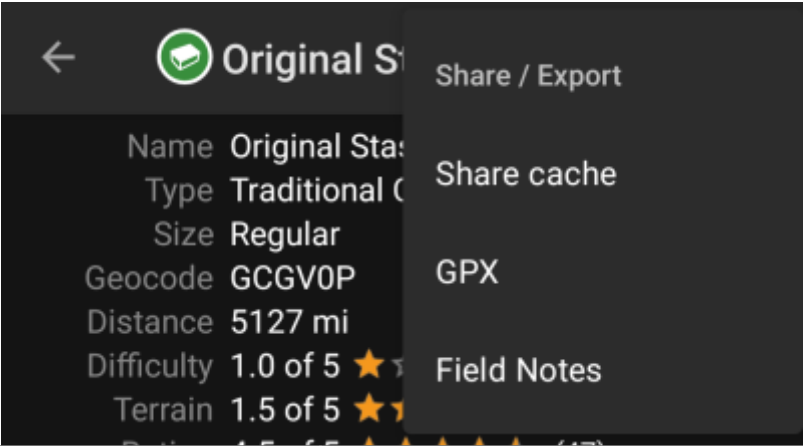 Original S
Share / Export
Share cache
GPX
Field Notes
Name Original Stas
Type Traditional
Size Regular
Geocode GCGV0P
Distance 5127 mi
Difficulty 1.0 of 5
Terrain 1.5 of 5